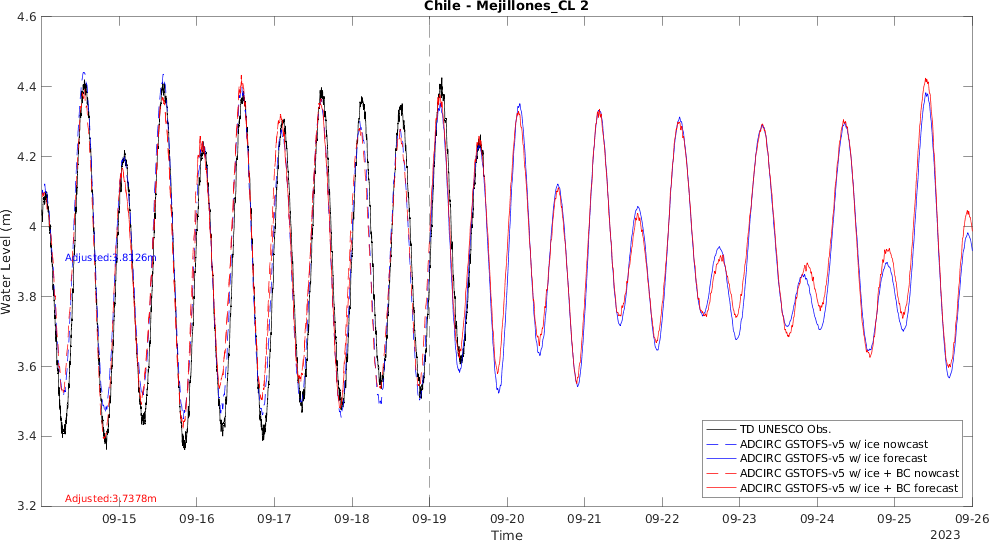 Chile - Mejillones_CL 2
4.6
4.4
4.2
4
3.8
3.6
3.4
3.2
Water Level (m)
Adjusted:3.8126m
Adjusted:3.7378m
TD UNESCO Obs.
ADCIRC GSTOFS-v5 w/ ice nowcast
ADCIRC GSTOFS-v5 w/ ice forecast
ADCIRC GSTOFS-v5 w/ ice + BC nowcast
ADCIRC GSTOFS-v5 w/ ice + BC forecast
09-15 09-16 09-17 09-18 09-19 09-20 09-21 09-22 09-23 09-24 09-25 09-26
Time
2023